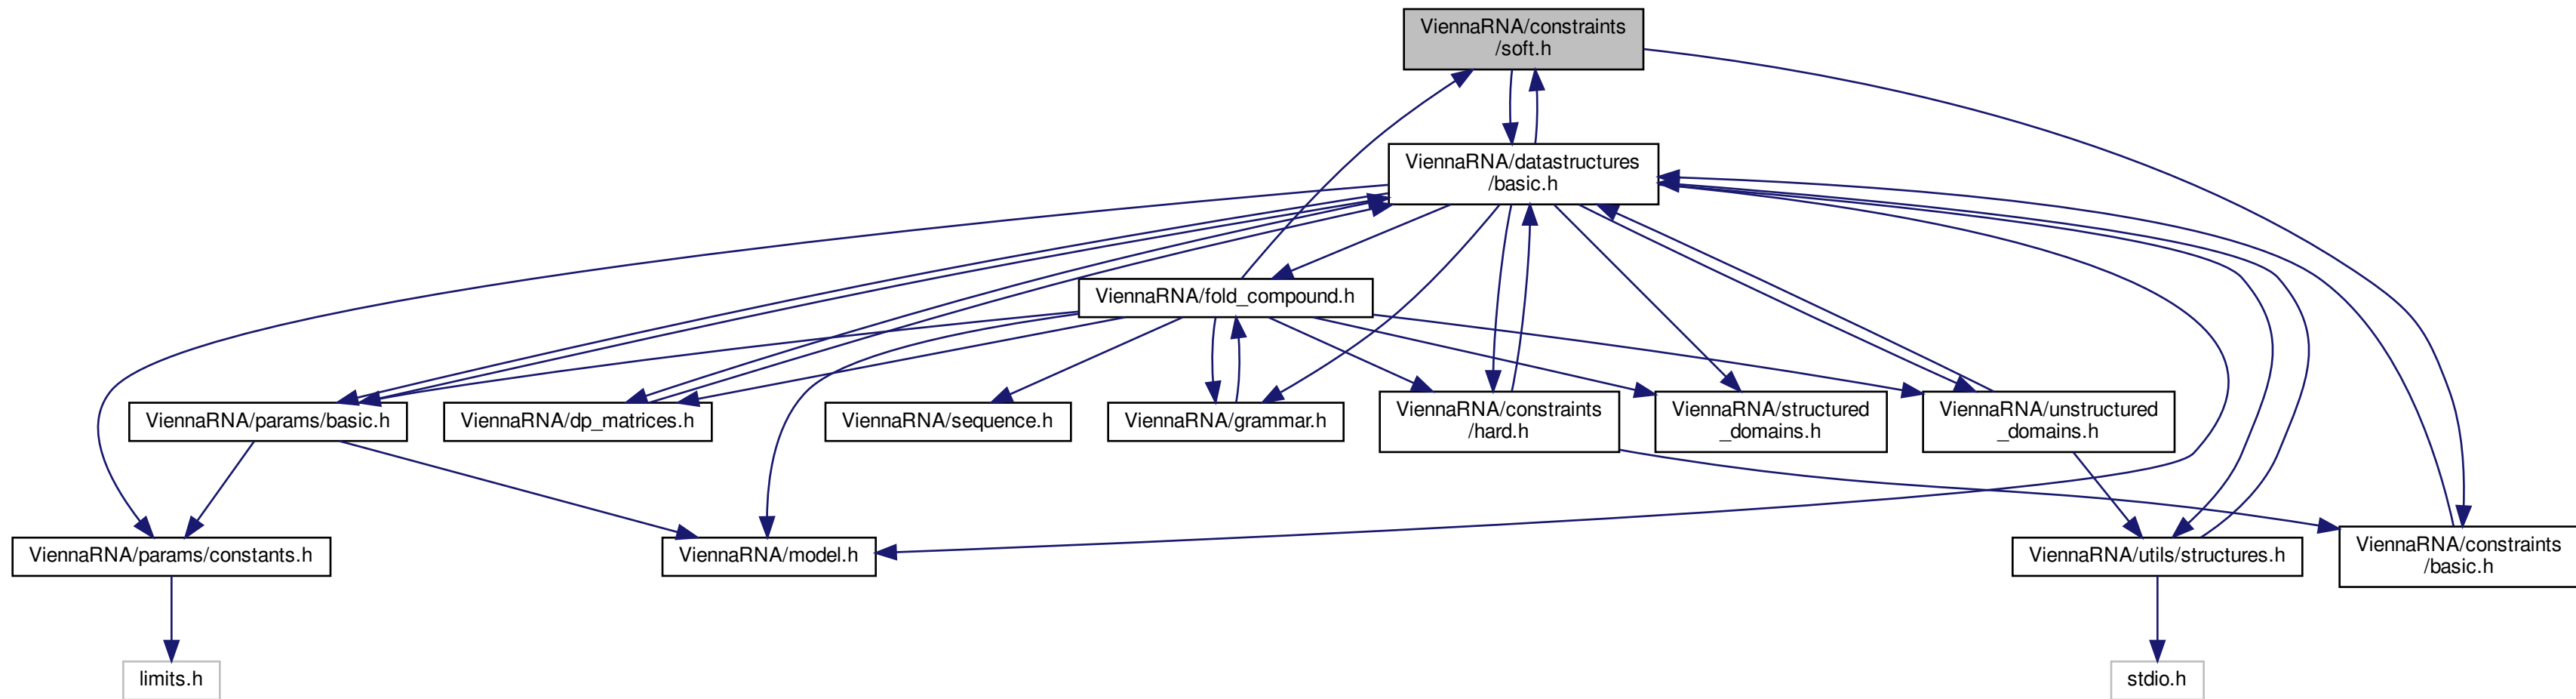 ViennaRNA/constraints
/soft.h
ViennaRNA/datastructures
/basic.h
ViennaRNA/fold_compound.h
ViennaRNA/params/basic.h
ViennaRNA/dp_matrices.h
ViennaRNA/sequence.h
ViennaRNA/grammar.h
ViennaRNA/constraints
/hard.h
ViennaRNA/structured
_domains.h
ViennaRNA/unstructured
_domains.h
ViennaRNA/params/constants.h
ViennaRNA/model.h
ViennaRNA/utils/structures.h
ViennaRNA/constraints
/basic.h
limits.h
stdio.h